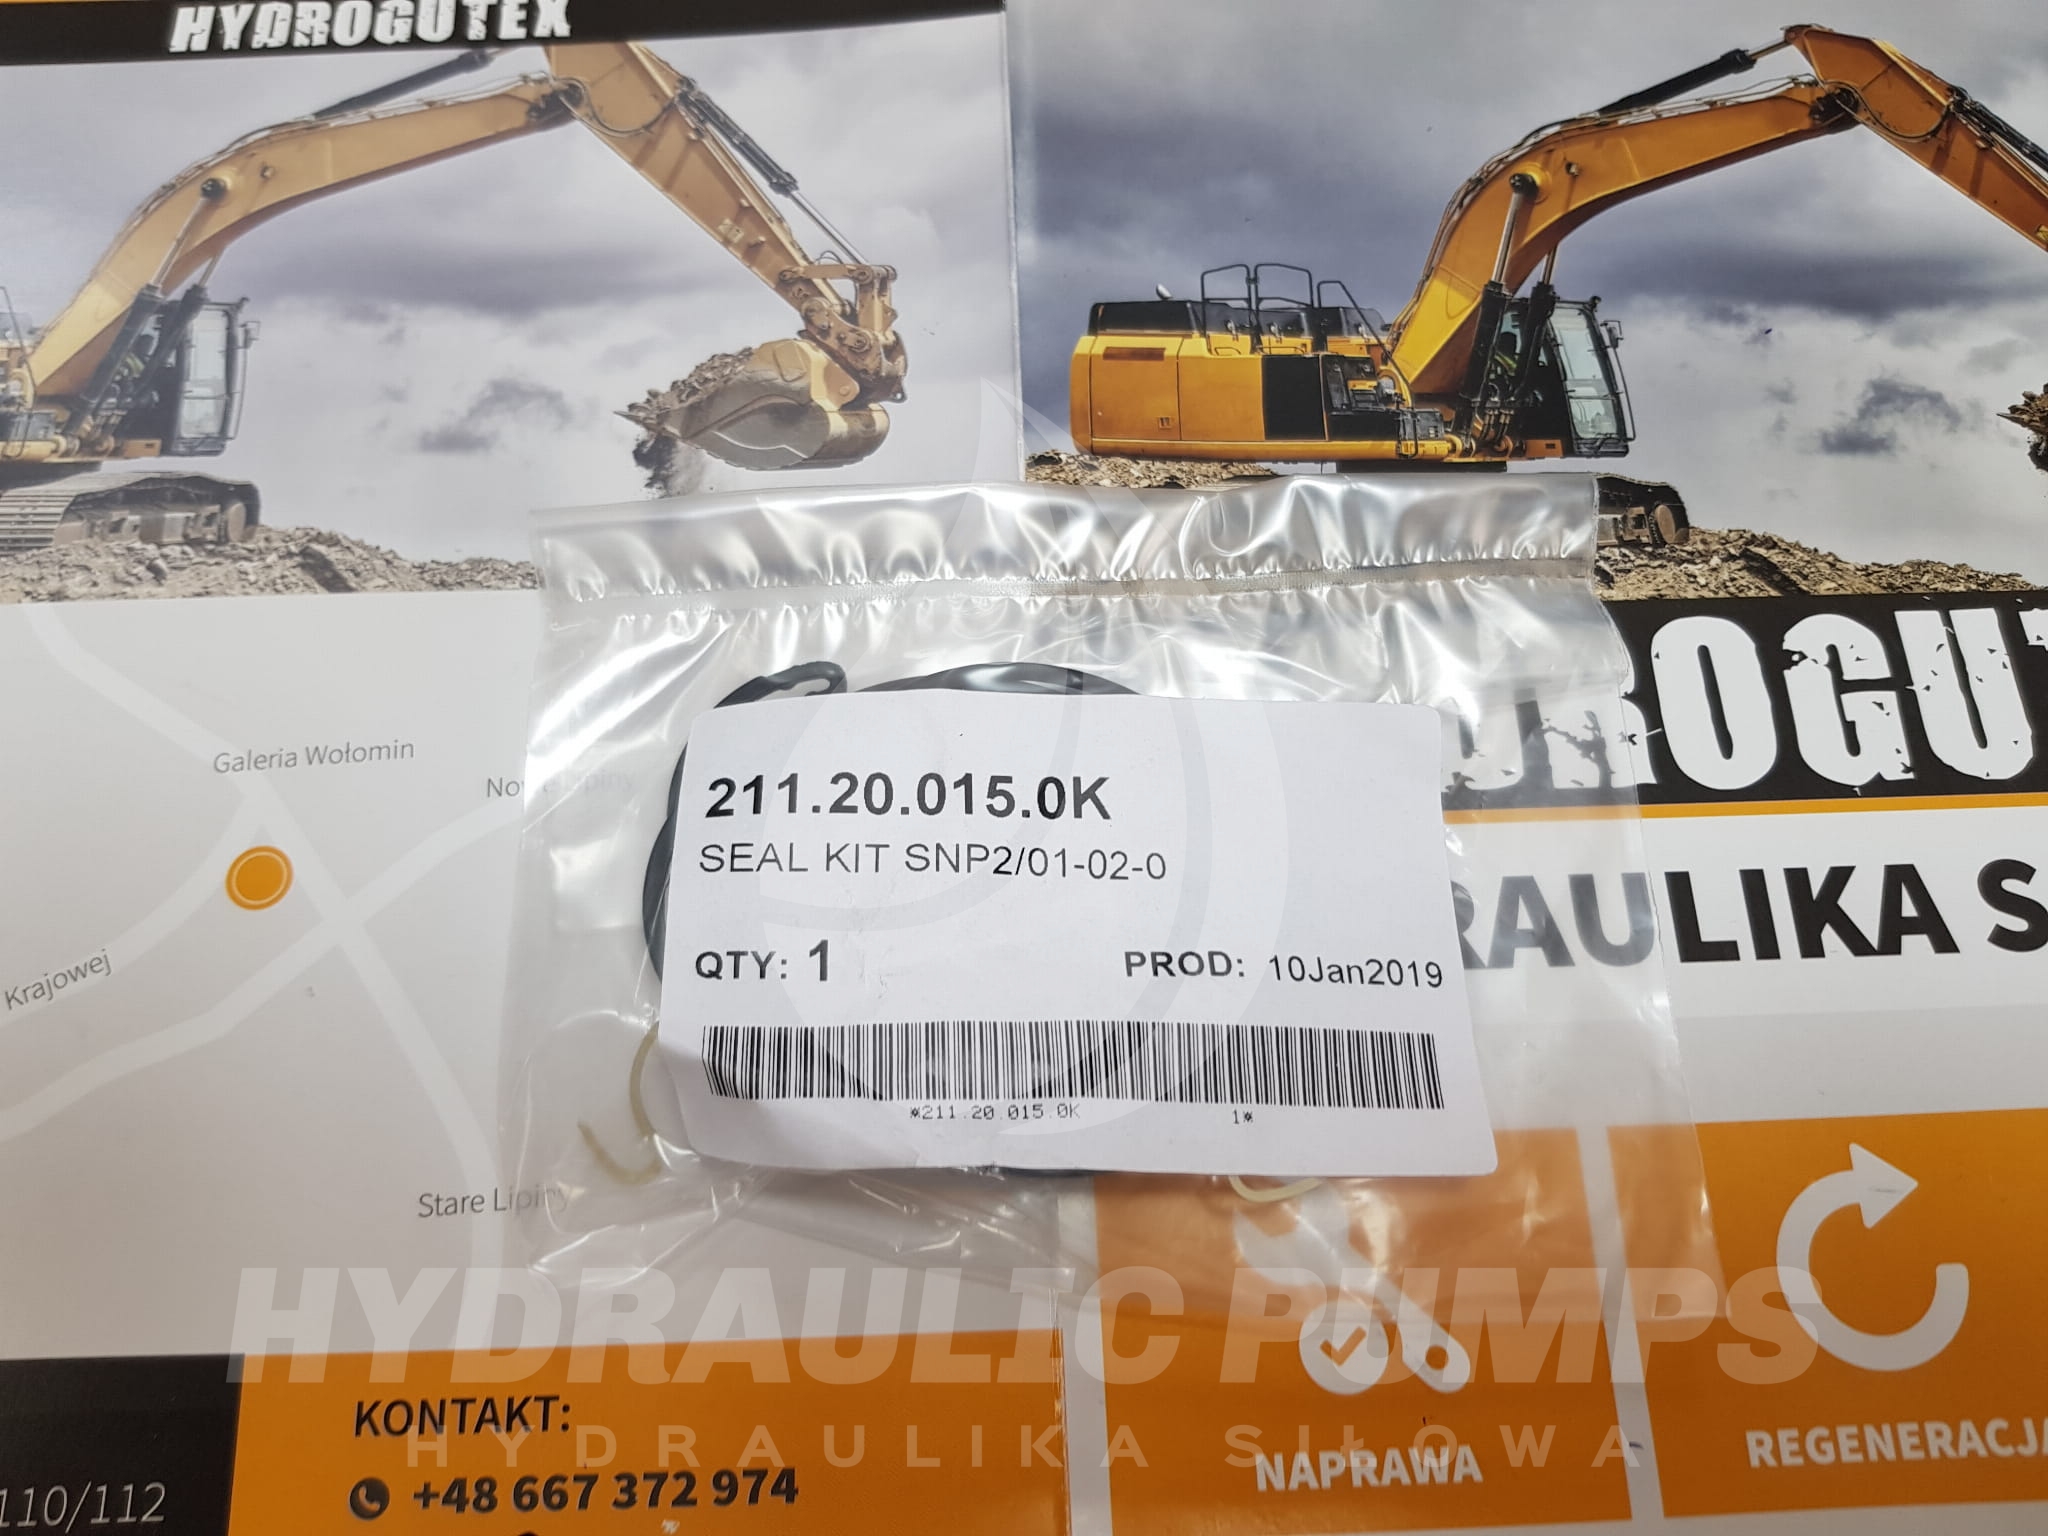 HYDROGUTEX
Galeria Wołomin
Krajowej
Stare Lipiny
211.20.015.0K
SEAL KIT SNP2/01-02-0
QTY: 1
PROD: 10Jan2019
*211.20.015.0K 1*
DROGUT
RAULIKA S
HYDRAULIC PUMPS
HYDRAULIKA SIŁOWA
KONTAKT:
+48 667 372 974
110/112
NAPRAWA
REGENERACJA